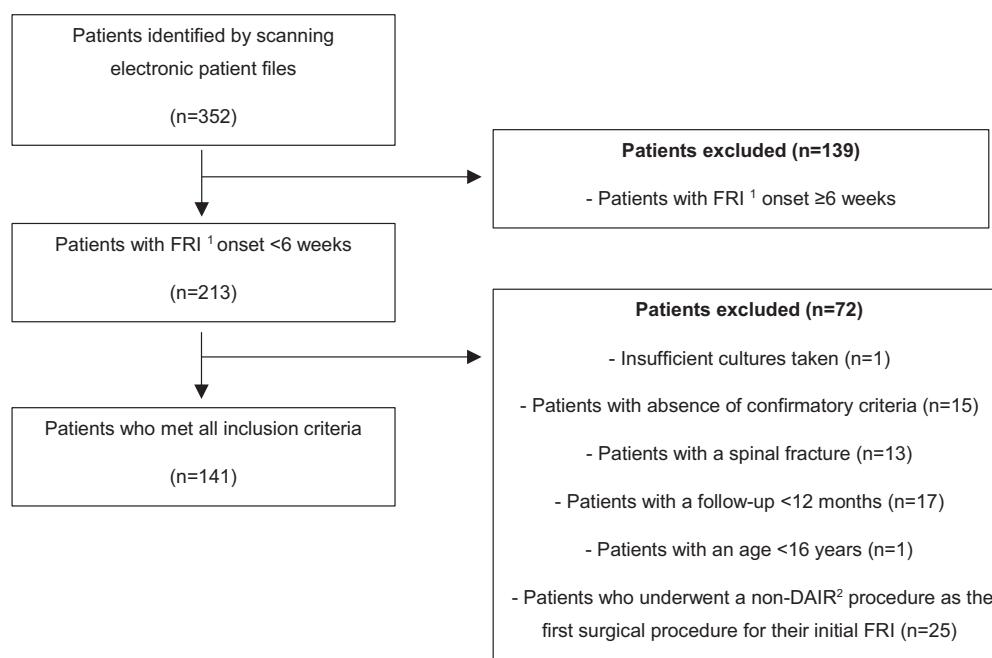 Patients identified by scanning
electronic patient files
(n=352)
Patients excluded (n=139)
- Patients with FRI ¹ onset ≥6 weeks
Patients with FRI ¹ onset <6 weeks
(n=213)
Patients excluded (n=72)
- Insufficient cultures taken (n=1)
- Patients with absence of confirmatory criteria (n=15)
- Patients with a spinal fracture (n=13)
- Patients with a follow-up <12 months (n=17)
- Patients with an age <16 years (n=1)
- Patients who underwent a non-DAIR² procedure as the
first surgical procedure for their initial FRI (n=25)
Patients who met all inclusion criteria
(n=141)